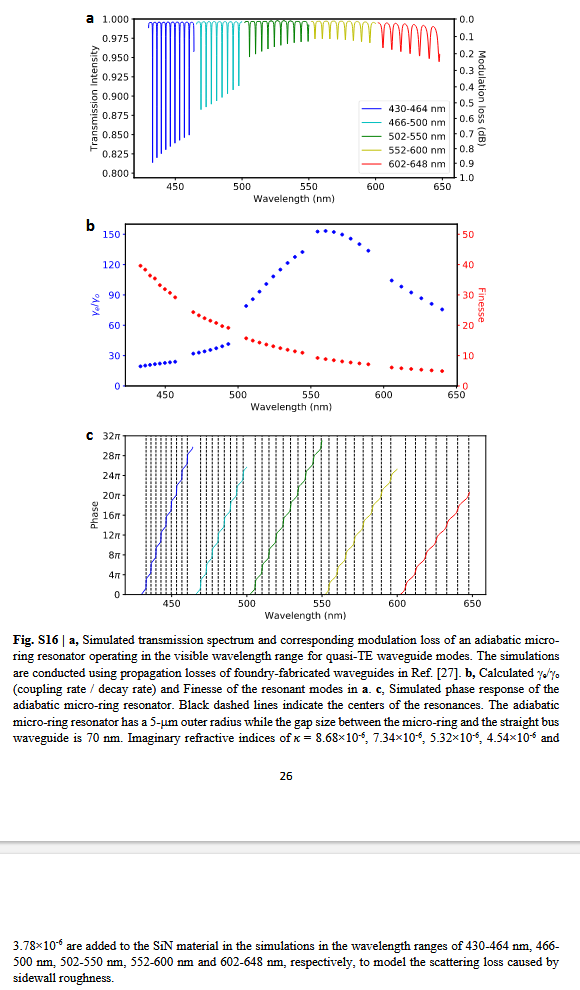 a
1.000
0.975
0.950
0.925
0.900
0.875
0.850
0.825
0.800
Transmission Intensity
0.0
0.1
0.2
0.3
0.4
0.5
0.6
0.7
0.8
0.9
1.0
Modulation loss (dB)
430-464 nm
466-500 nm
502-550 nm
552-600 nm
602-648 nm
450 500 550 600 650
Wavelength (nm)
b
150
120
90
60
30
0
γₑ/γ₀
50
40
30
20
10
0
Finesse
450 500 550 600 650
Wavelength (nm)
c
32π
28π
24π
20π
16π
12π
8π
4π
0
Phase
450 500 550 600 650
Wavelength (nm)
Fig. S16 | a, Simulated transmission spectrum and corresponding modulation loss of an adiabatic micro-
ring resonator operating in the visible wavelength range for quasi-TE waveguide modes. The simulations
are conducted using propagation losses of foundry-fabricated waveguides in Ref. [27]. b, Calculated γₑ/γ₀
(coupling rate / decay rate) and Finesse of the resonant modes in a. c, Simulated phase response of the
adiabatic micro-ring resonator. Black dashed lines indicate the centers of the resonances. The adiabatic
micro-ring resonator has a 5-μm outer radius while the gap size between the micro-ring and the straight bus
waveguide is 70 nm. Imaginary refractive indices of κ = 8.68×10⁻⁶, 7.34×10⁻⁶, 5.32×10⁻⁶, 4.54×10⁻⁶ and
26
3.78×10⁻⁶ are added to the SiN material in the simulations in the wavelength ranges of 430-464 nm, 466-
500 nm, 502-550 nm, 552-600 nm and 602-648 nm, respectively, to model the scattering loss caused by
sidewall roughness.